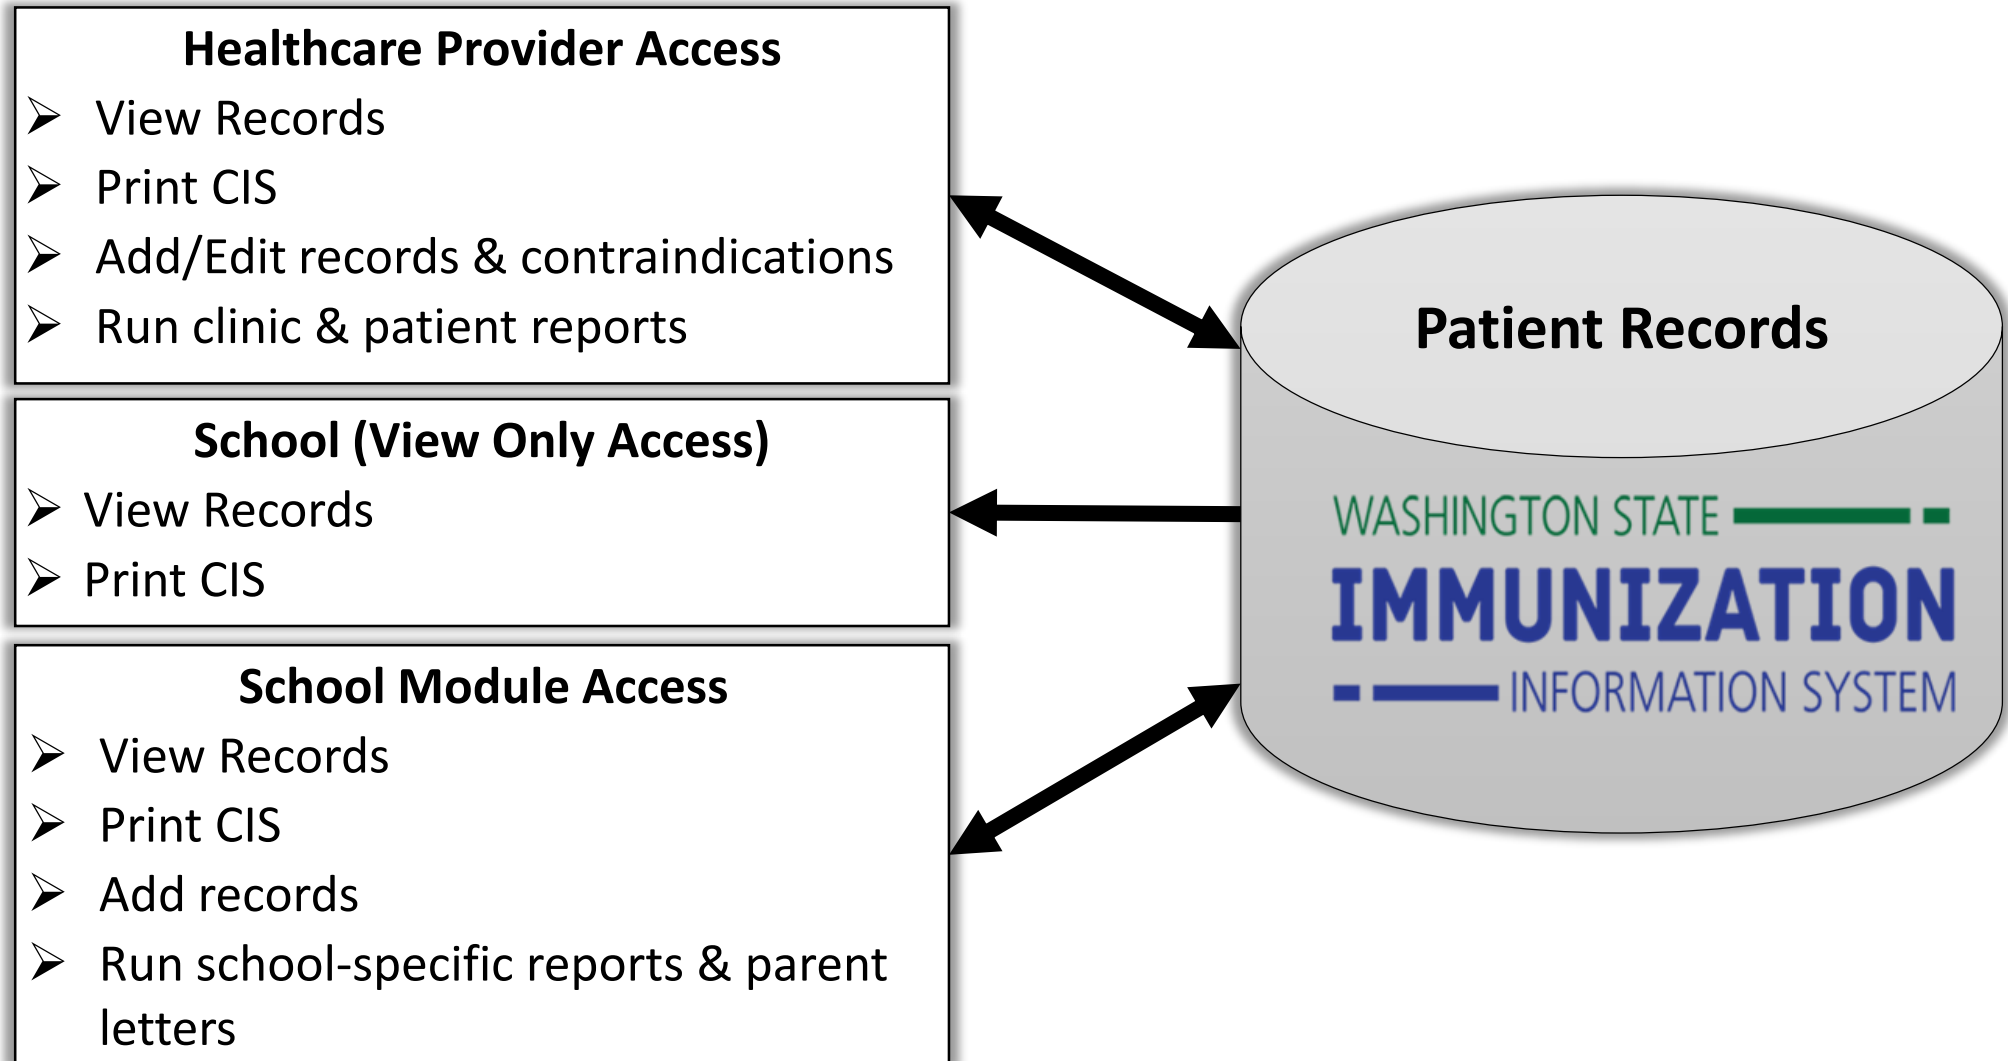 Healthcare Provider Access
View Records
Print CIS
Add/Edit records & contraindications
Run clinic & patient reports
School (View Only Access)
View Records
Print CIS
School Module Access
View Records
Print CIS
Add records
Run school-specific reports & parent
letters
Patient Records
WASHINGTON STATE
IMMUNIZATION
INFORMATION SYSTEM